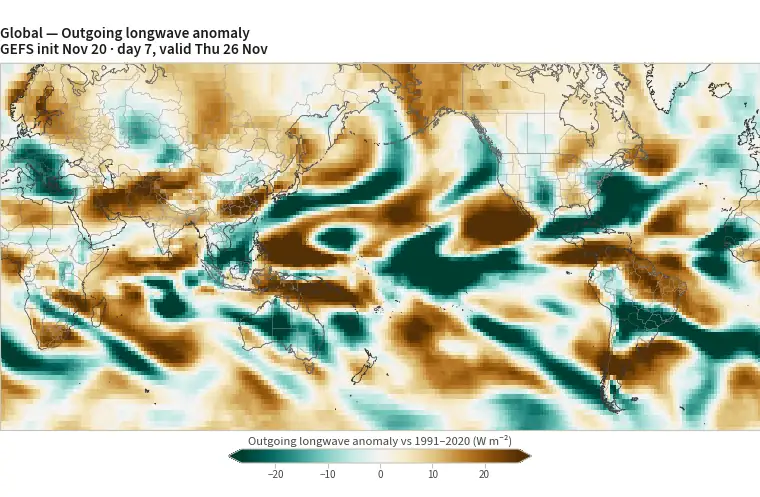 Global — Outgoing longwave anomaly
GEFS init Nov 20 · day 7, valid Thu 26 Nov
Outgoing longwave anomaly vs 1991–2020 (W m⁻²)
−20 −10 0 10 20